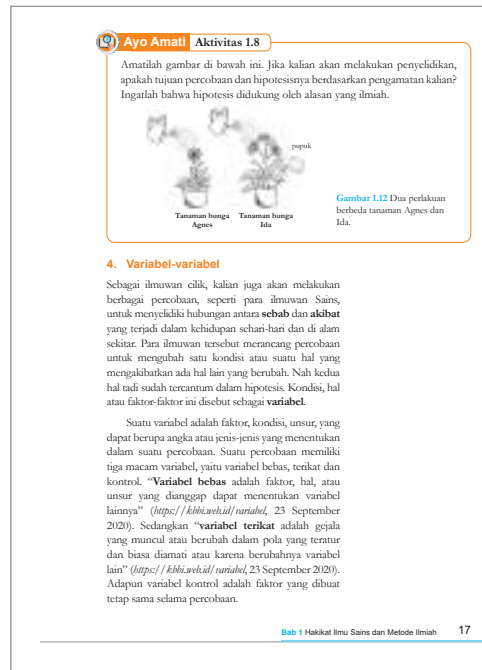 Ayo Amati Aktivitas 1.8
Amatilah gambar di bawah ini. Jika kalian akan melakukan penyelidikan,
apakah tujuan percobaan dan hipotesisnya berdasarkan pengamatan kalian?
Ingatlah bahwa hipotesis didukung oleh alasan yang ilmiah.
pupuk
Tanaman bunga
Agnes
Tanaman bunga
Ida
Gambar 1.12 Dua perlakuan
berbeda tanaman Agnes dan
Ida.
4. Variabel-variabel
Sebagai ilmuwan cilik, kalian juga akan melakukan
berbagai percobaan, seperti para ilmuwan Sains,
untuk menyelidiki hubungan antara sebab dan akibat
yang terjadi dalam kehidupan sehari-hari dan di alam
sekitar. Para ilmuwan tersebut merancang percobaan
untuk mengubah satu kondisi atau suatu hal yang
mengakibatkan ada hal lain yang berubah. Nah kedua
hal tadi sudah tercantum dalam hipotesis. Kondisi, hal
atau faktor-faktor ini disebut sebagai variabel.
Suatu variabel adalah faktor, kondisi, unsur, yang
dapat berupa angka atau jenis-jenis yang menentukan
dalam suatu percobaan. Suatu percobaan memiliki
tiga macam variabel, yaitu variabel bebas, terikat dan
kontrol. “Variabel bebas adalah faktor, hal, atau
unsur yang dianggap dapat menentukan variabel
lainnya” (https://kbbi.web.id/variabel, 23 September
2020). Sedangkan “variabel terikat adalah gejala
yang muncul atau berubah dalam pola yang teratur
dan biasa diamati atau karena berubahnya variabel
lain” (https://kbbi.web.id/variabel, 23 September 2020).
Adapun variabel kontrol adalah faktor yang dibuat
tetap sama selama percobaan.
Bab 1 Hakikat Ilmu Sains dan Metode Ilmiah 17